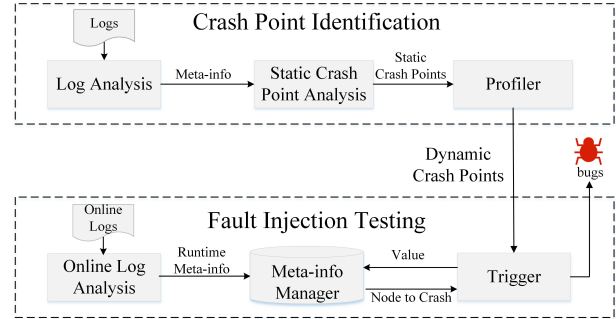 Crash Point Identification
Logs
Log Analysis
Meta-info
Static Crash
Point Analysis
Static
Crash Points
Profiler
Dynamic
Crash Points
bugs
Fault Injection Testing
Online
Logs
Online Log
Analysis
Runtime
Meta-info
Meta-info
Manager
Value
Node to Crash
Trigger